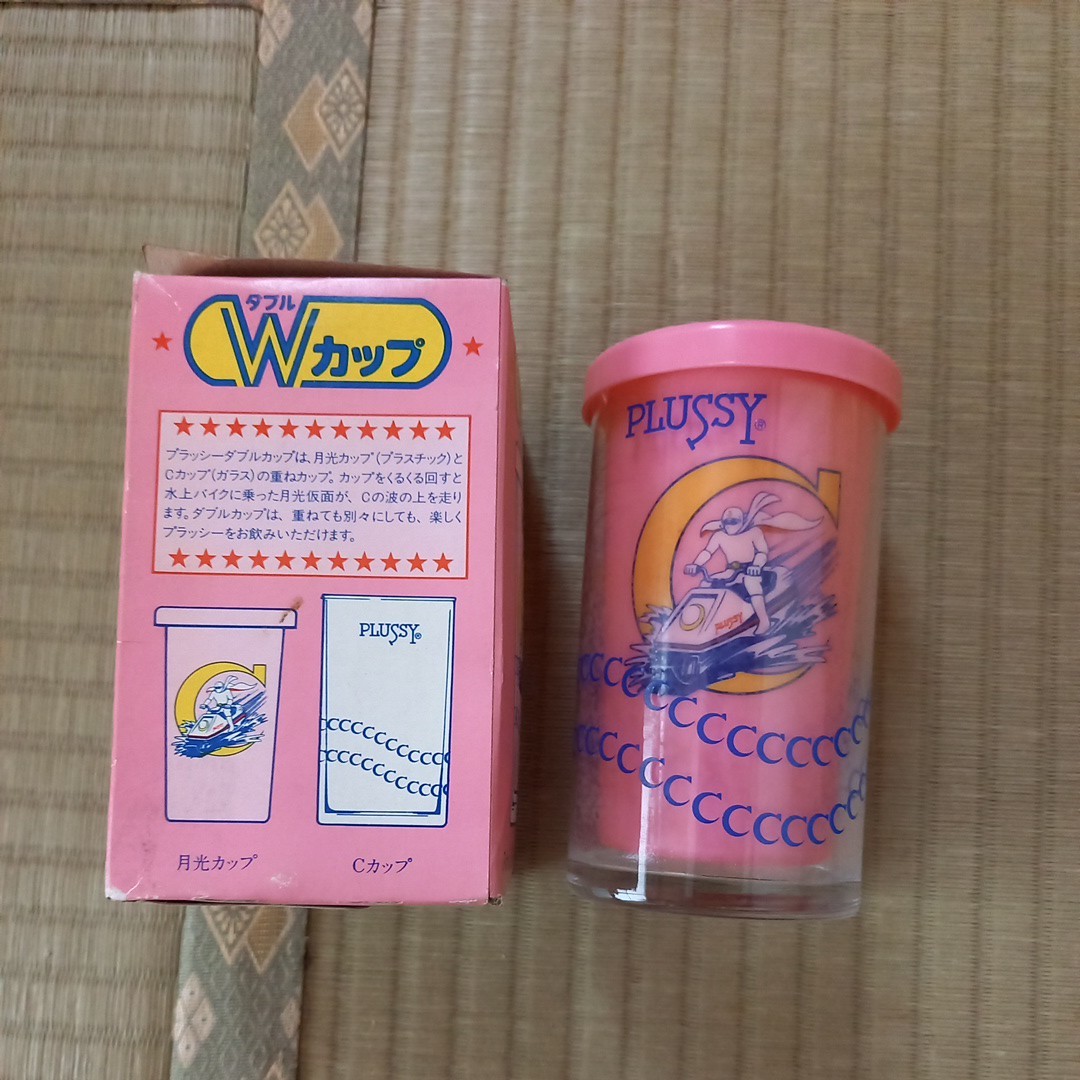 ダブル
Wカップ
★★★★★★★★★★★
プラッシーダブルカップは、月光カップ(プラスチック)と
Cカップ(ガラス)の重ねカップ。カップをくるくる回すと
水上バイクに乗った月光仮面が、Cの波の上を走り
ます。ダブルカップは、重ねても別々にしても、楽しく
プラッシーをお飲みいただけます。
★★★★★★★★★★★
PLUSSY®
CCCCCCCCCCCC
CCCCCCCCCCCC
月光カップ
Cカップ
PLUSSY®
C
PLUSSY
CCCCCCCCCCCCCCC
CCCCCCCCCCCCCCC